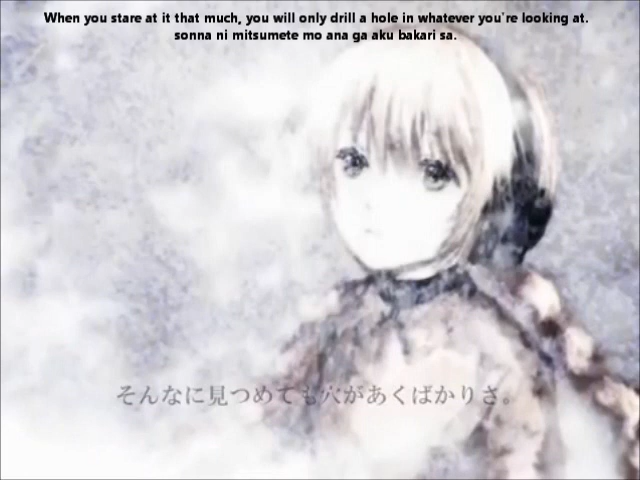 When you stare at it that much, you will only drill a hole in whatever you're looking at.
sonna ni mitsumete mo ana ga aku bakari sa.
そんなに見つめても穴があくばかりさ。